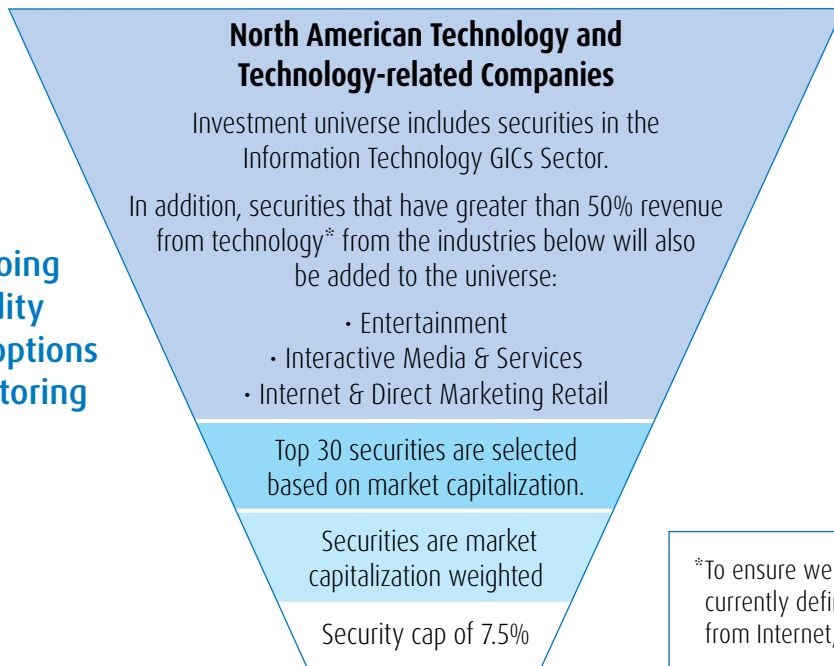 North American Technology and
Technology-related Companies
Investment universe includes securities in the
Information Technology GICs Sector.
In addition, securities that have greater than 50% revenue
from technology* from the industries below will also
be added to the universe:
· Entertainment
· Interactive Media & Services
· Internet & Direct Marketing Retail
Top 30 securities are selected
based on market capitalization.
Securities are market
capitalization weighted
Security cap of 7.5%
options
*To ensure we
currently
from Internet,